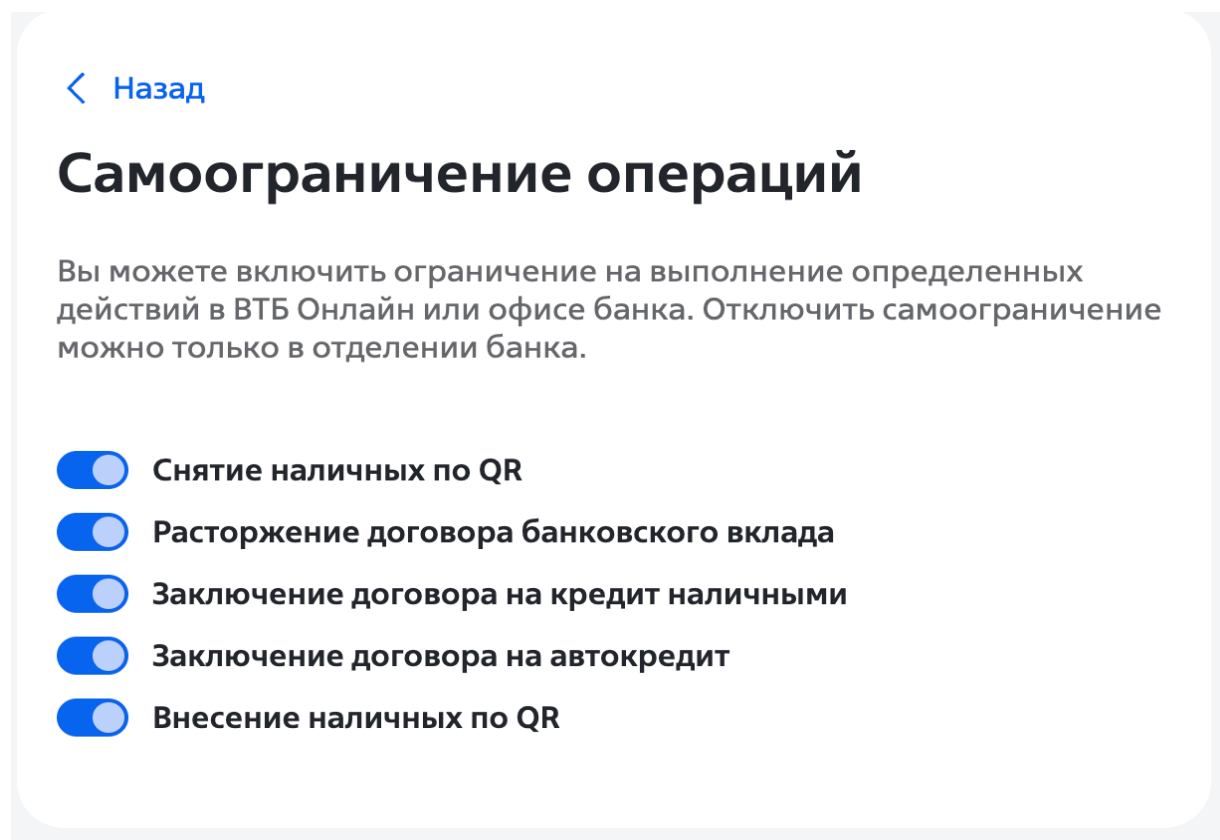 Назад
Самоограничение операций
Вы можете включить ограничение на выполнение определенных
действий в ВТБ Онлайн или офисе банка. Отключить самоограничение
можно только в отделении банка.
Снятие наличных по QR
Расторжение договора банковского вклада
Заключение договора на кредит наличными
Заключение договора на автокредит
Внесение наличных по QR